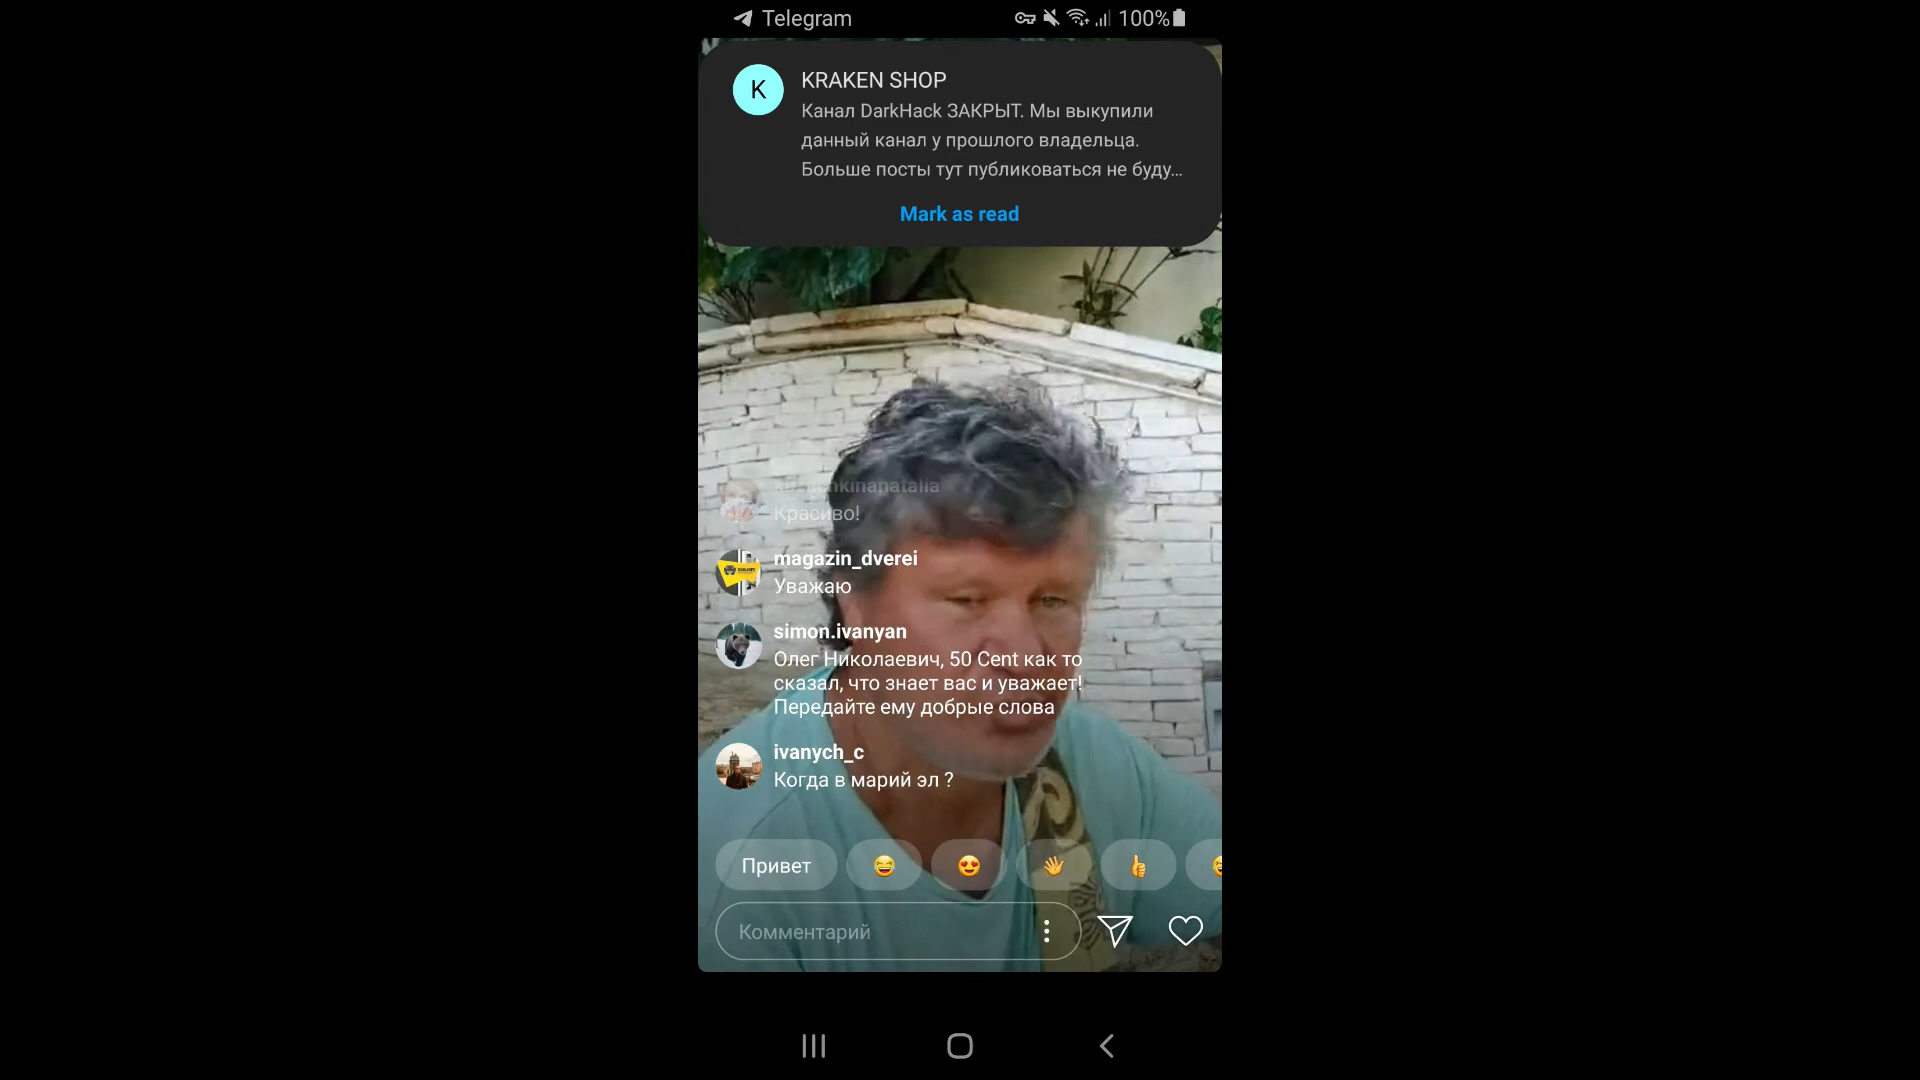 Telegram
100%
K
KRAKEN SHOP
Канал DarkHack ЗАКРЫТ. Мы выкупили
данный канал у прошлого владельца.
Больше посты тут публиковаться не буду...
Mark as read
Красиво!
magazin_dverei
Уважаю
simon.ivanyan
Олег Николаевич, 50 Cent как то
сказал, что знает вас и уважает!
Передайте ему добрые слова
ivanych_c
Когда в марий эл ?
Привет
Комментарий